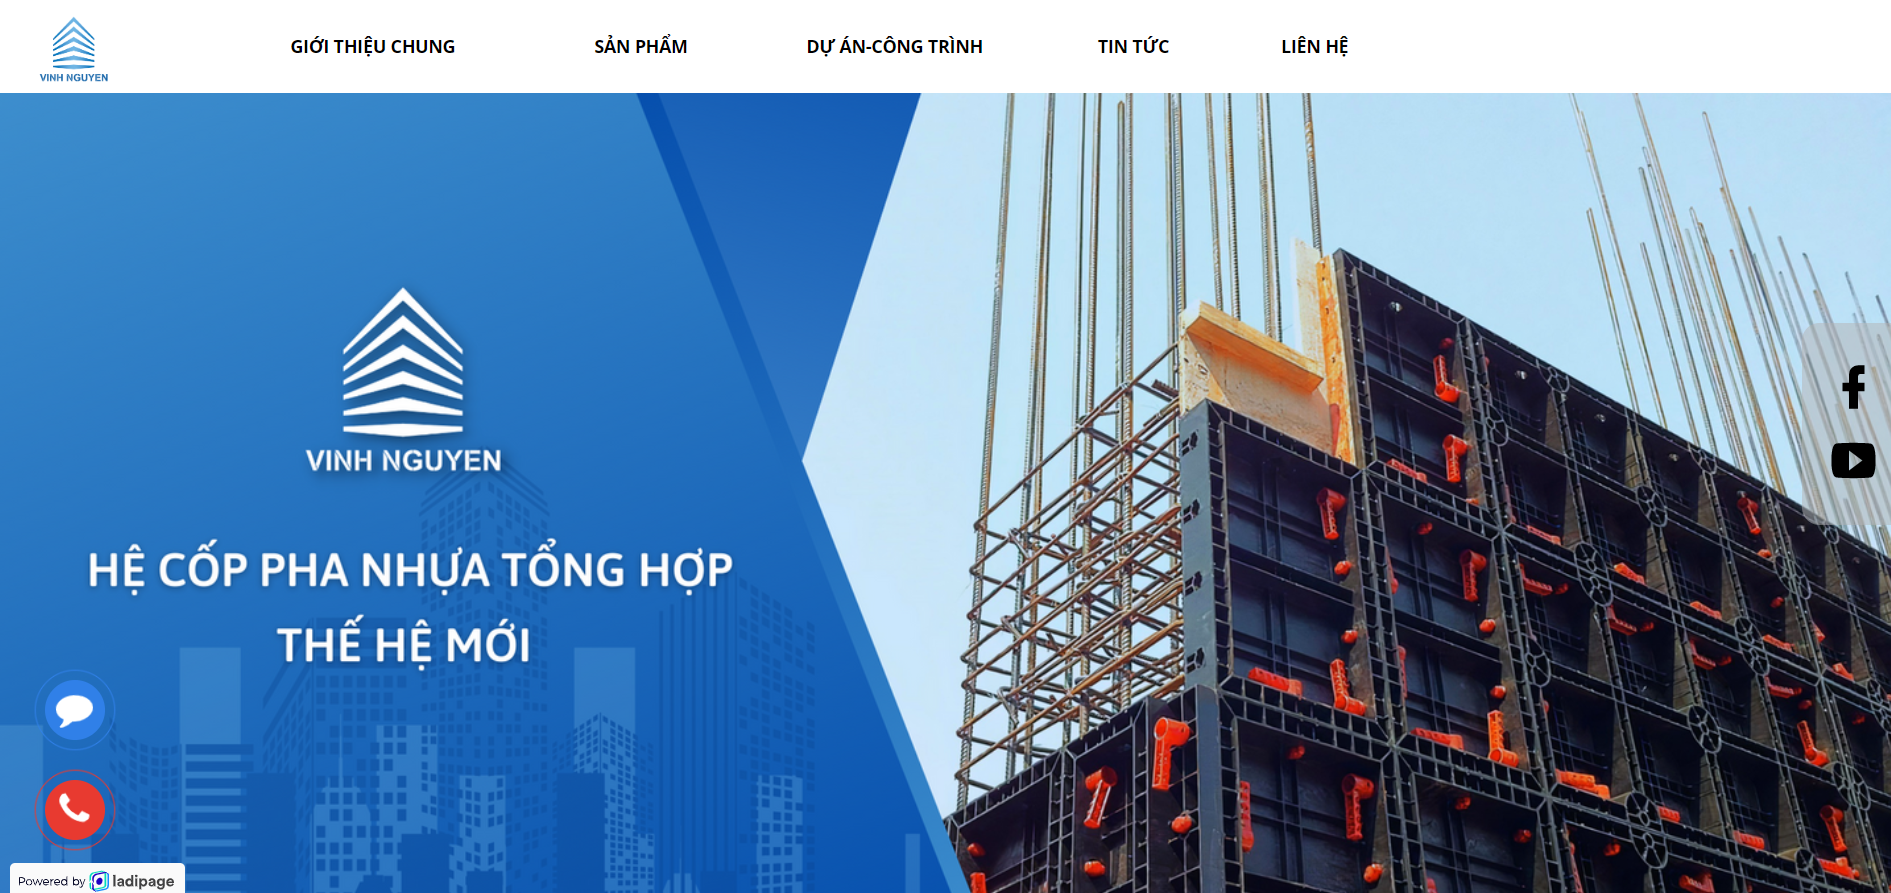 VINH NGUYEN
GIỚI THIỆU CHUNG
SẢN PHẨM
DỰ ÁN-CÔNG TRÌNH
TIN TỨC
LIÊN HỆ
VINH NGUYEN
HỆ CỐP PHA NHỰA TỔNG HỢP
THẾ HỆ MỚI
Powered by ladipage